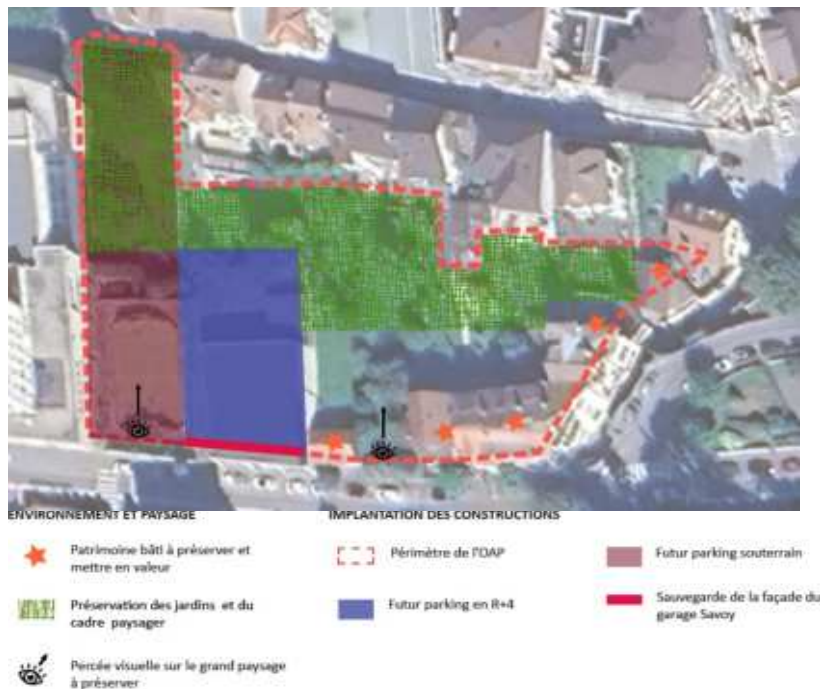 ENVIRONNEMENT ET PAYSAGE
IMPLANTATION DES CONSTRUCTIONS
Patrimoine bâti à préserver et
mettre en valeur
Périmètre de l'OAP
Futur parking souterrain
Préservation des jardins et du
cadre paysager
Futur parking en R+4
Sauvegarde de la façade du
garage Savoy
Percée visuelle sur le grand paysage
à préserver